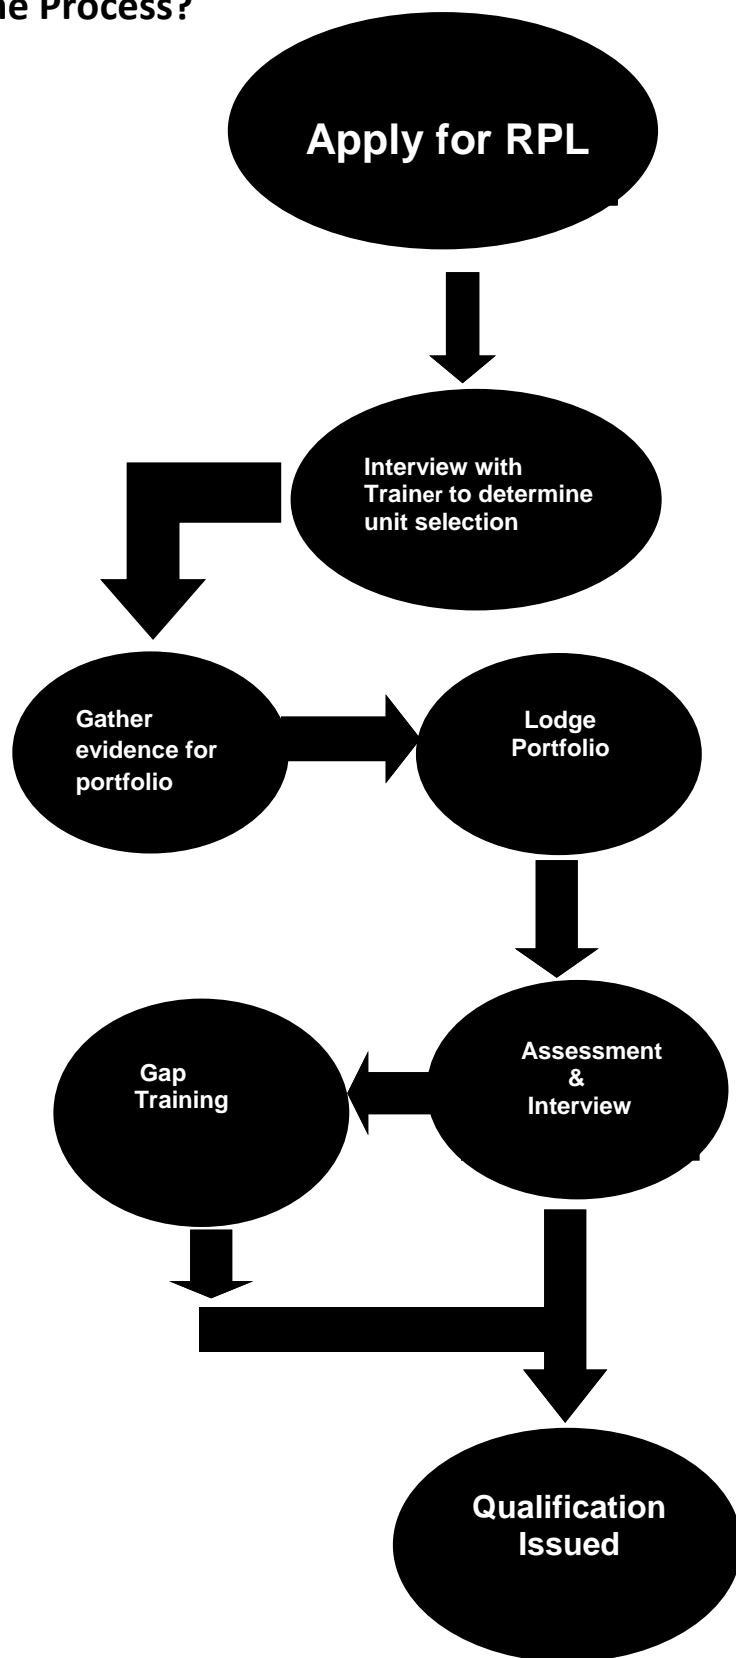 ne Process?
Apply for RPL
Interview with
Trainer to determine
unit selection
Gather
evidence for
portfolio
Lodge
Portfolio
Assessment
&
Interview
Gap
Training
Qualification
Issued